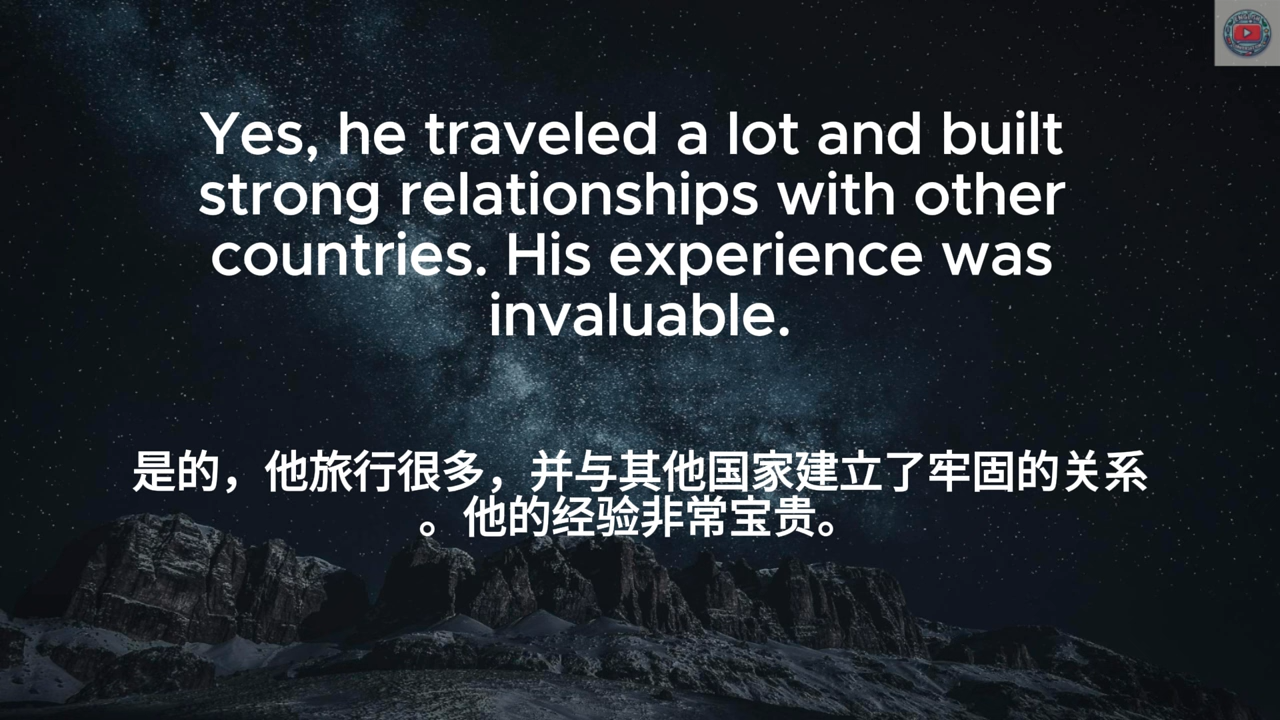 Yes, he traveled a lot and built
strong relationships with other
countries. His experience was
invaluable.
是的，他旅行很多，并与其他国家建立了牢固的关系
。他的经验非常宝贵。